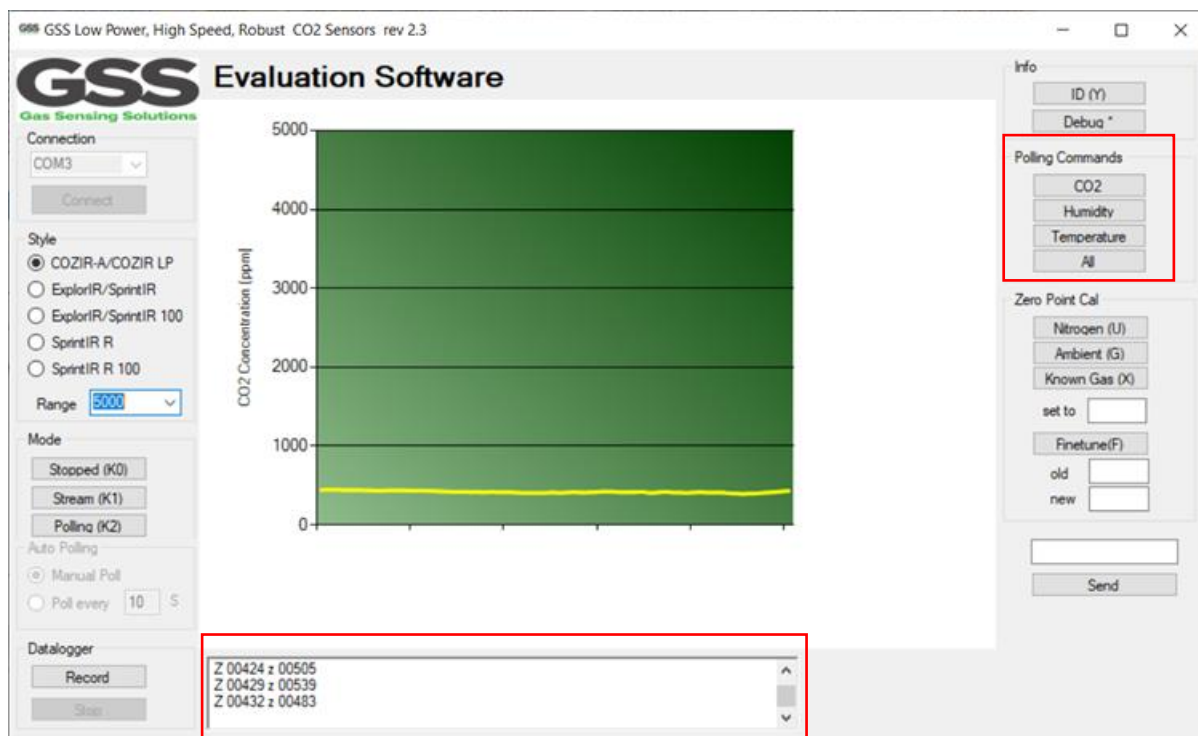 GSS GSS Low Power, High Speed, Robust CO2 Sensors rev 2.3
GSS
Gas Sensing Solutions
Evaluation Software
Connection
COM3
Connect
Style
COZIR-A/COZIR LP
ExplorIR/SprintIR
ExplorIR/SprintIR 100
SprintIR R
SprintIR R 100
Range 5000
Mode
Stopped (K0)
Stream (K1)
Polling (K2)
Auto Polling
Manual Poll
Poll every 10 S
Datalogger
Record
Stop
CO2 Concentration [ppm]
5000
4000
3000
2000
1000
0
Z 00424 z 00505
Z 00429 z 00539
Z 00432 z 00483
Info
ID (Y)
Debug *
Polling Commands
CO2
Humidity
Temperature
All
Zero Point Cal
Nitrogen (U)
Ambient (G)
Known Gas (X)
set to
Finetune(F)
old
new
Send